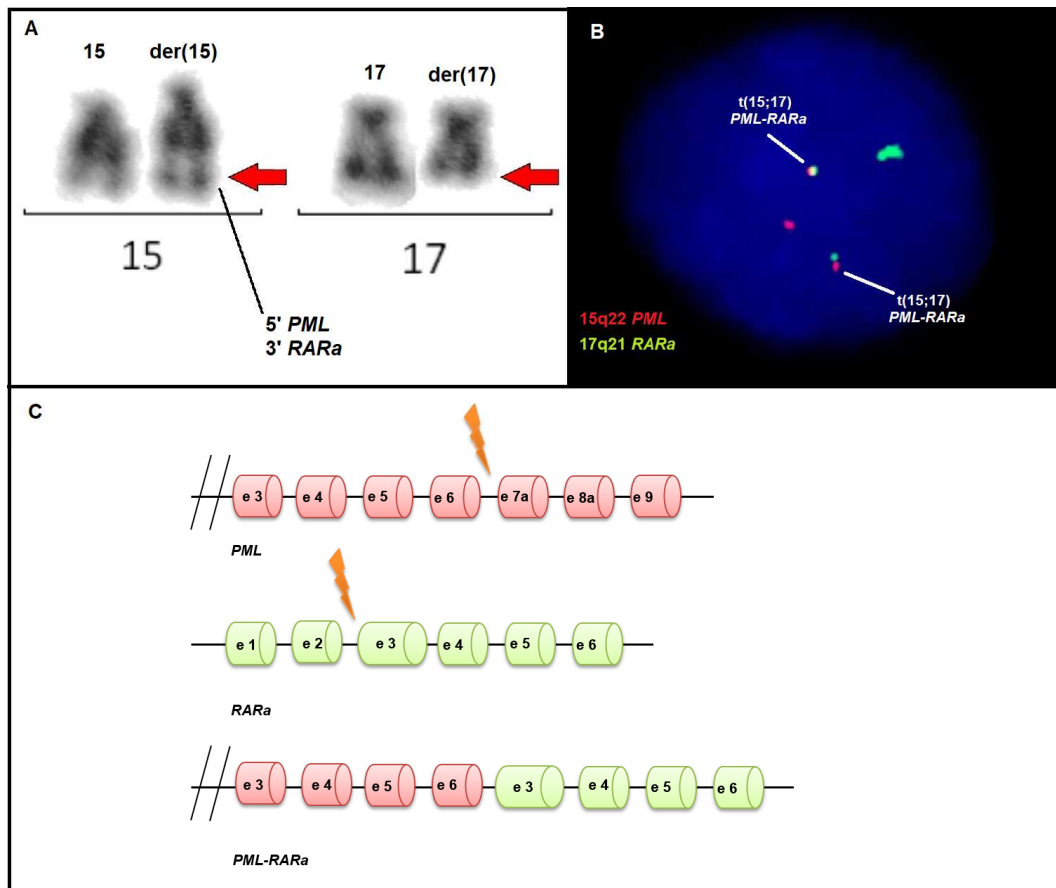 A
15
der(15)
17
der(17)
15
17
5' PML
3' RARa
B
t(15;17)
PML-RARa
t(15;17)
PML-RARa
15q22 PML
17q21 RARa
C
e 3 e 4 e 5 e 6 e 7a e 8a e 9
PML
e 1 e 2 e 3 e 4 e 5 e 6
RARa
e 3 e 4 e 5 e 6 e 3 e 4 e 5 e 6
PML-RARa